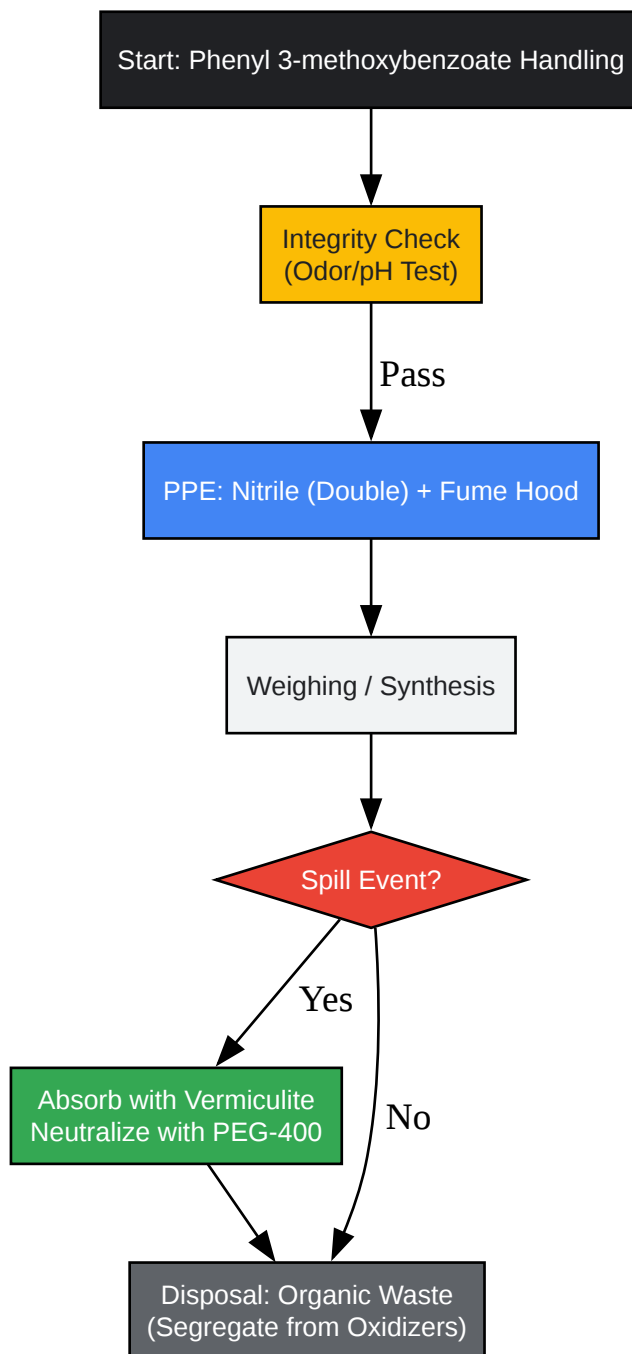 Start: Phenyl 3-methoxybenzoate Handling
Integrity Check
(Odor/pH Test)
Pass
PPE: Nitrile (Double) + Fume Hood
Weighing / Synthesis
Spill Event?
Yes
Absorb with Vermiculite
Neutralize with PEG-400
No
Disposal: Organic Waste
(Segregate from Oxidizers)